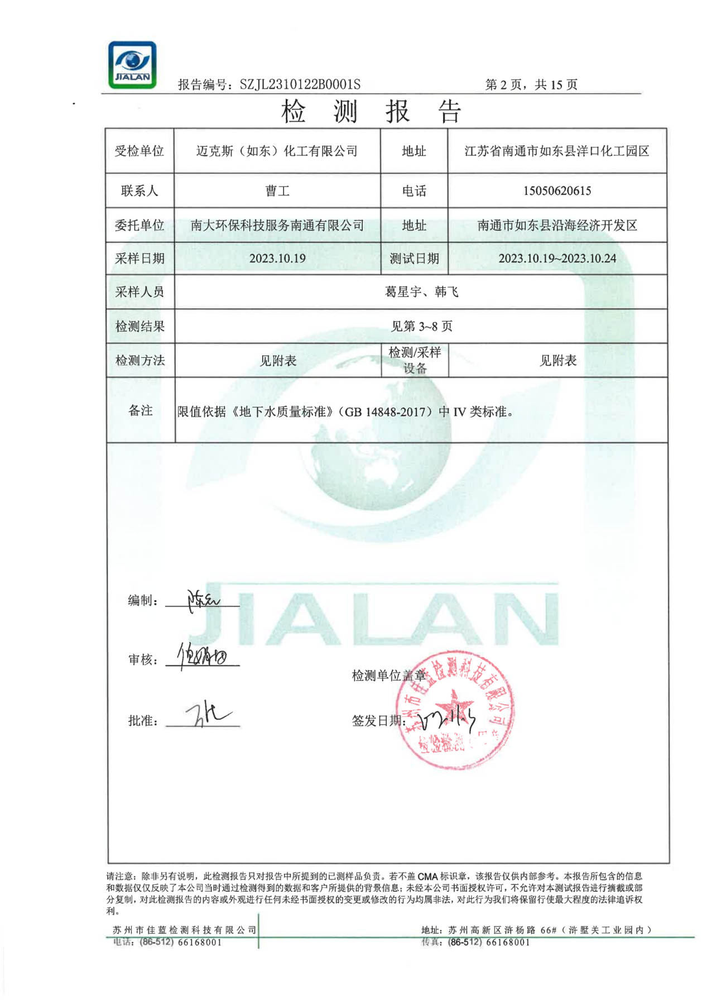 JIALAN
报告编号：SZJL2310122B0001S
第 2 页，共 15 页
检 测 报 告
受检单位 迈克斯（如东）化工有限公司 地址 江苏省南通市如东县洋口化工园区
联系人 曹工 电话 15050620615
委托单位 南大环保科技服务南通有限公司 地址 南通市如东县沿海经济开发区
采样日期 2023.10.19 测试日期 2023.10.19~2023.10.24
采样人员 葛星宇、韩飞
检测结果 见第 3~8 页
检测方法 见附表 检测/采样设备 见附表
备注 限值依据《地下水质量标准》（GB 14848-2017）中 IV 类标准。
JIALAN
编制：
审核：
检测单位盖章
批准：
签发日期：
苏州市佳蓝检测科技有限公司
检验检测
请注意：除非另有说明，此检测报告只对报告中所提到的已测样品负责。若不盖 CMA 标识章，该报告仅供内部参考。本报告所包含的信息
和数据仅仅反映了本公司当时通过检测得到的数据和客户所提供的背景信息；未经本公司书面授权许可，不允许对本测试报告进行摘截或部
分复制，对此检测报告的内容或外观进行任何未经书面授权的变更或修改的行为均属非法，对此行为我们将保留行使最大程度的法律追诉权
利。
苏州市佳蓝检测科技有限公司
地址：苏州高新区浒杨路 66#（浒墅关工业园内）
电话：(86-512) 66168001
传真：(86-512) 66168001